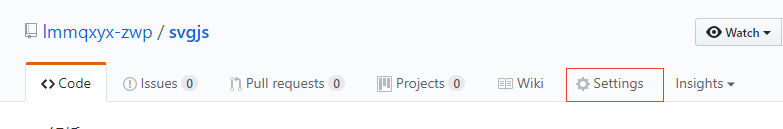 lmmqxyx-zwp / svgjs
Watch
Code Issues 0 Pull requests 0 Projects 0 Wiki Settings Insights